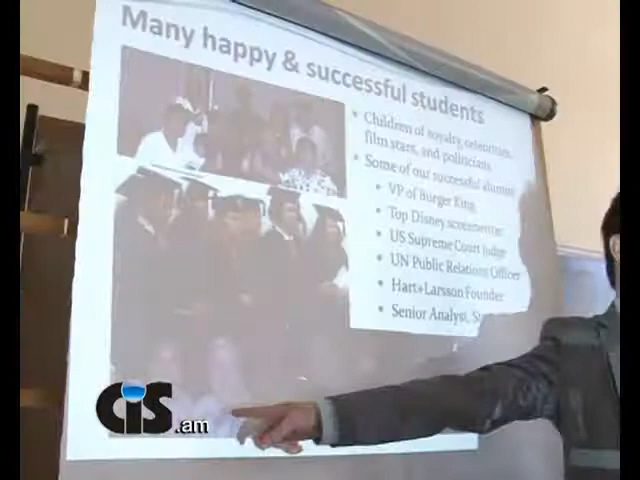 Many happy & successful students
• Children of royalty, celebrities,
film stars, and politicians
• Some of our successful alumni
• VP of Burger King
• Top Disney screenwriter
• US Supreme Court Judge
• UN Public Relations Officer
• Hart+Larsson Founder
• Senior Analyst,
CIS.am